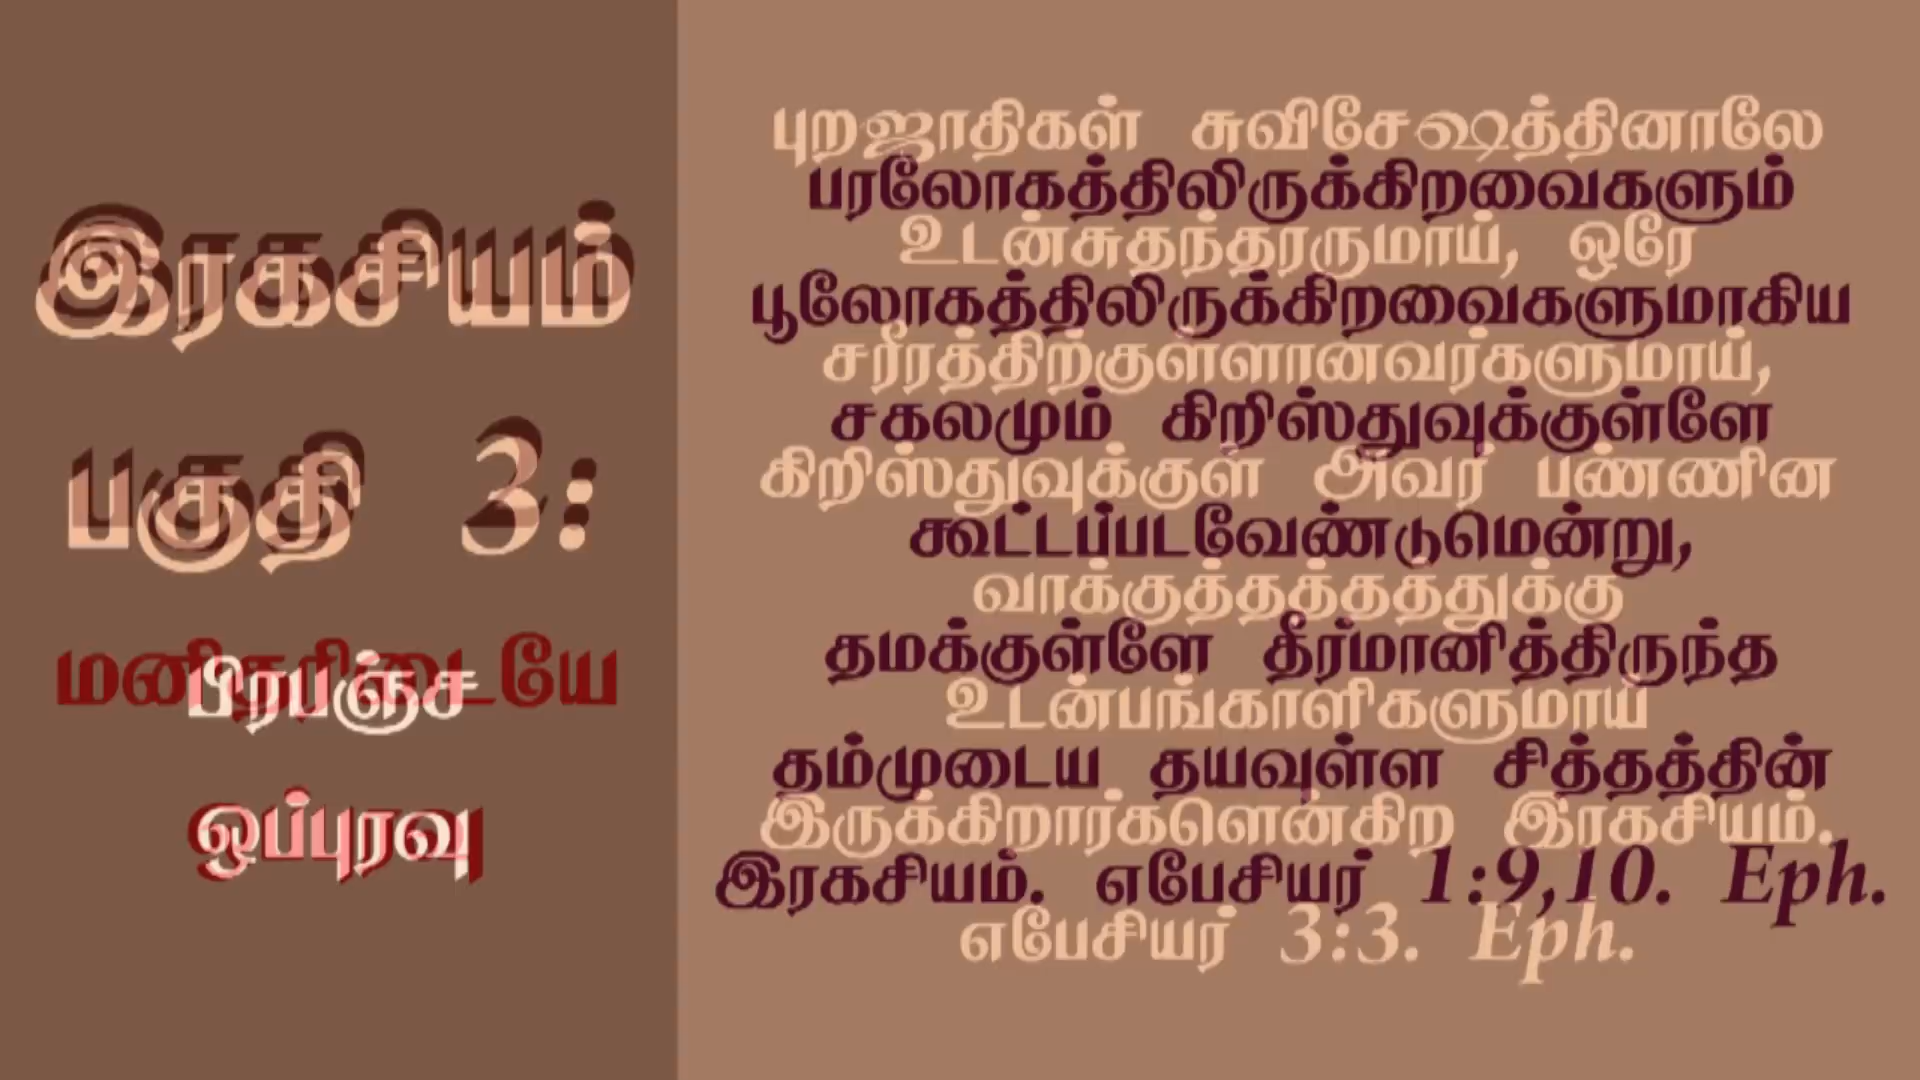 இரகசியம்
பகுதி 3:
மனிதரிடையே
பிரபஞ்ச
ஒப்புரவு
புறஜாதிகள் சுவிசேஷத்தினாலே
பரலோகத்திலிருக்கிறவைகளும்
உடன்சுதந்தரருமாய், ஒரே
பூலோகத்திலிருக்கிறவைகளுமாகிய
சரீரத்திற்குள்ளானவர்களுமாய்,
சகலமும் கிறிஸ்துவுக்குள்ளே
கிறிஸ்துவுக்குள் அவர் பண்ணின
கூட்டப்படவேண்டுமென்று,
வாக்குத்தத்தத்துக்கு
தமக்குள்ளே தீர்மானித்திருந்த
உடன்பங்காளிகளுமாய்
தம்முடைய தயவுள்ள சித்தத்தின்
இருக்கிறார்களென்கிற இரகசியம்.
இரகசியம். எபேசியர் 1:9,10. Eph.
எபேசியர் 3:3. Eph.